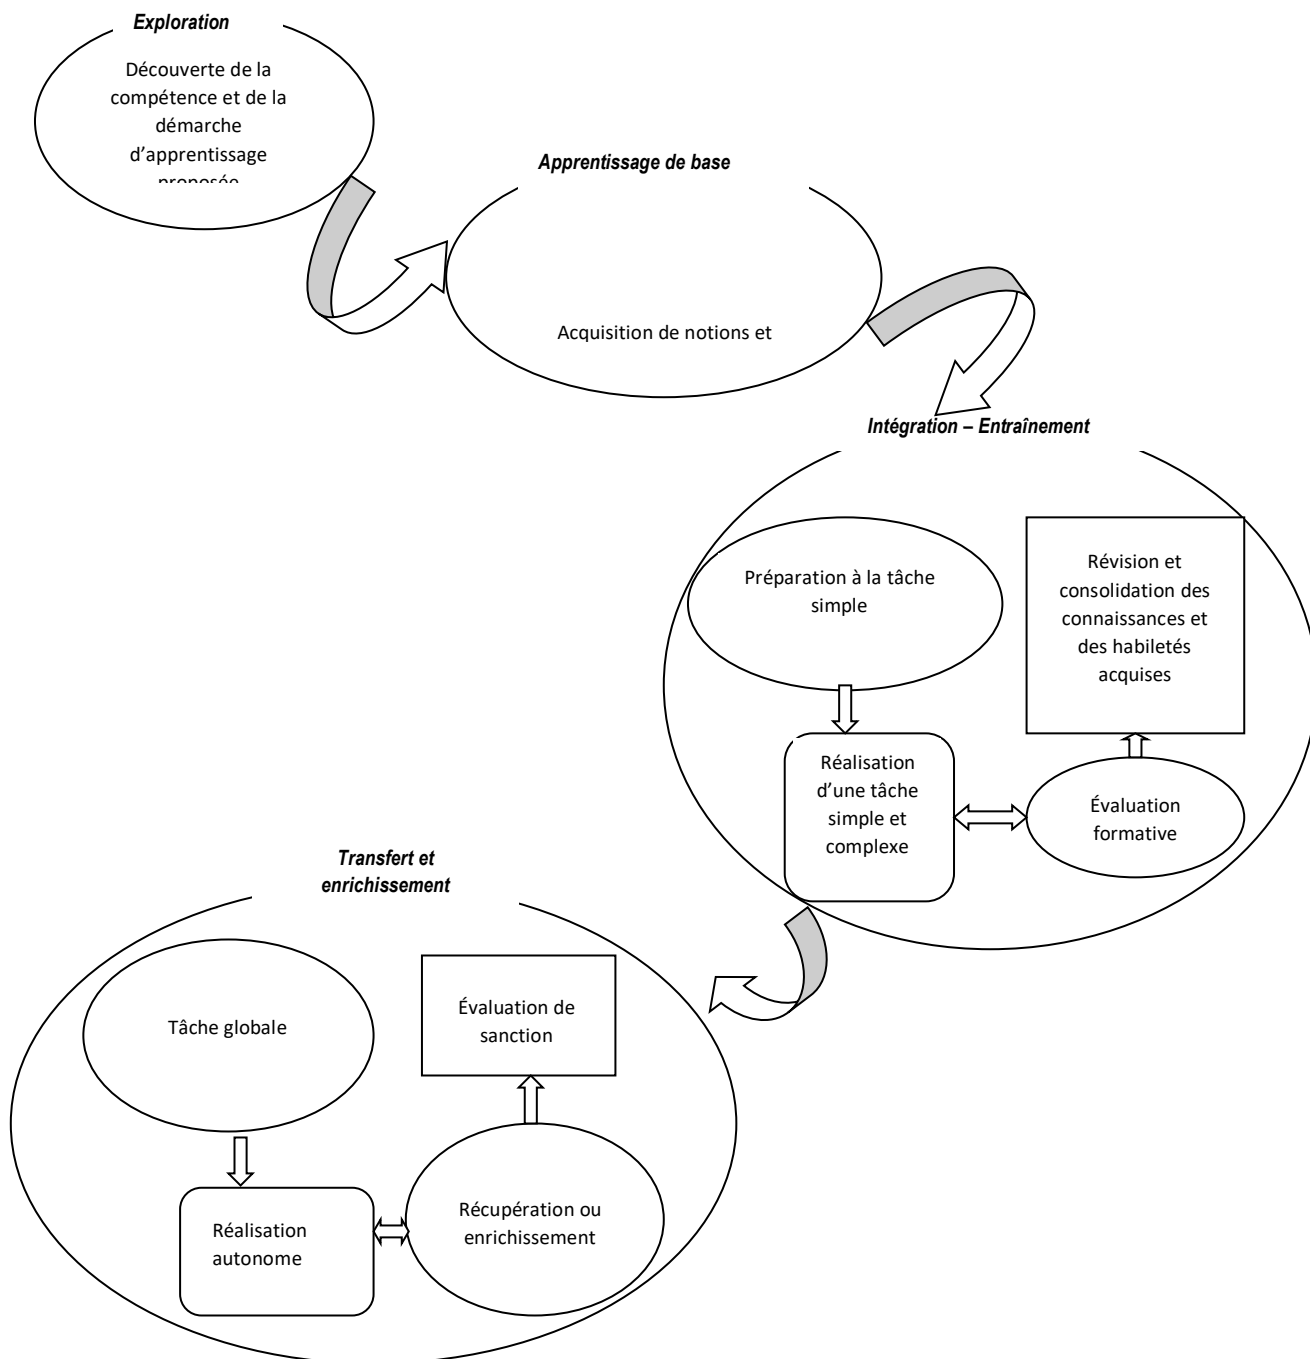 Exploration
Découverte de la
compétence et de la
démarche
d'apprentissage
proposée
Apprentissage de base
Acquisition de notions et
Intégration – Entraînement
Préparation à la tâche
simple
Révision et
consolidation des
connaissances et
des habiletés
acquises
Réalisation
d'une tâche
simple et
complexe
Évaluation
formative
Transfert et
enrichissement
Tâche globale
Évaluation de
sanction
Réalisation
autonome
Récupération ou
enrichissement